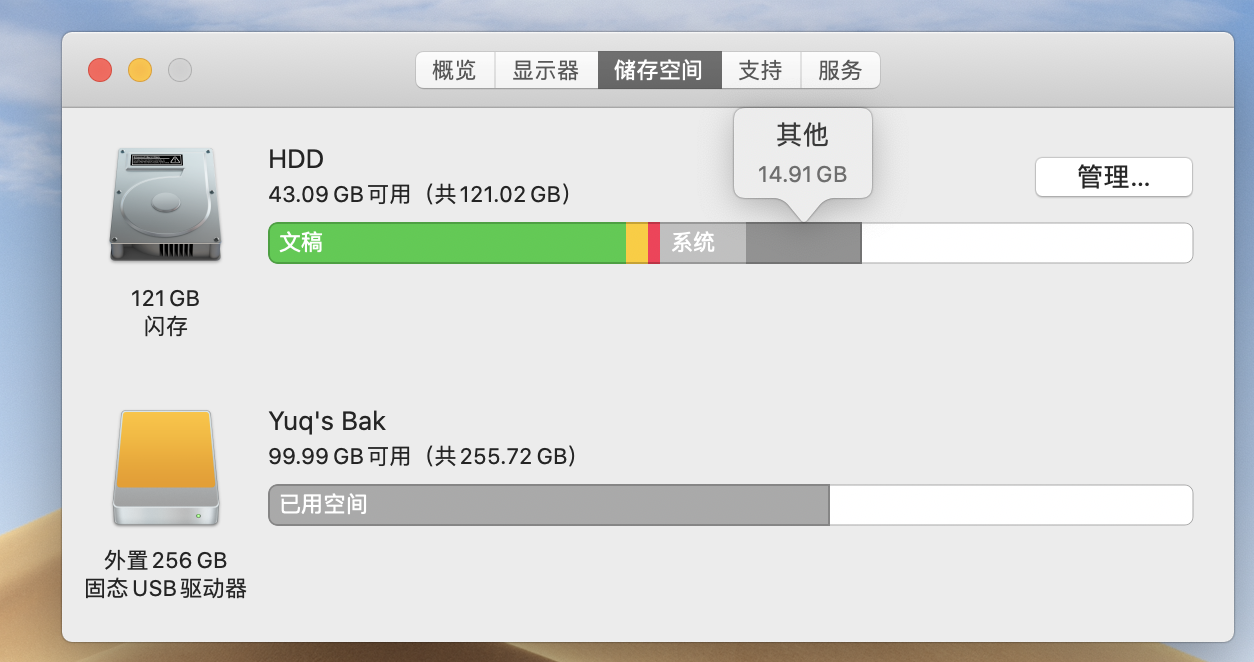 概览 显示器 储存空间 支持 服务
其他
14.91 GB
HDD
43.09 GB 可用（共 121.02 GB）
管理...
文稿 系统
121 GB
闪存
Yuq's Bak
99.99 GB 可用（共 255.72 GB）
已用空间
外置 256 GB
固态 USB 驱动器